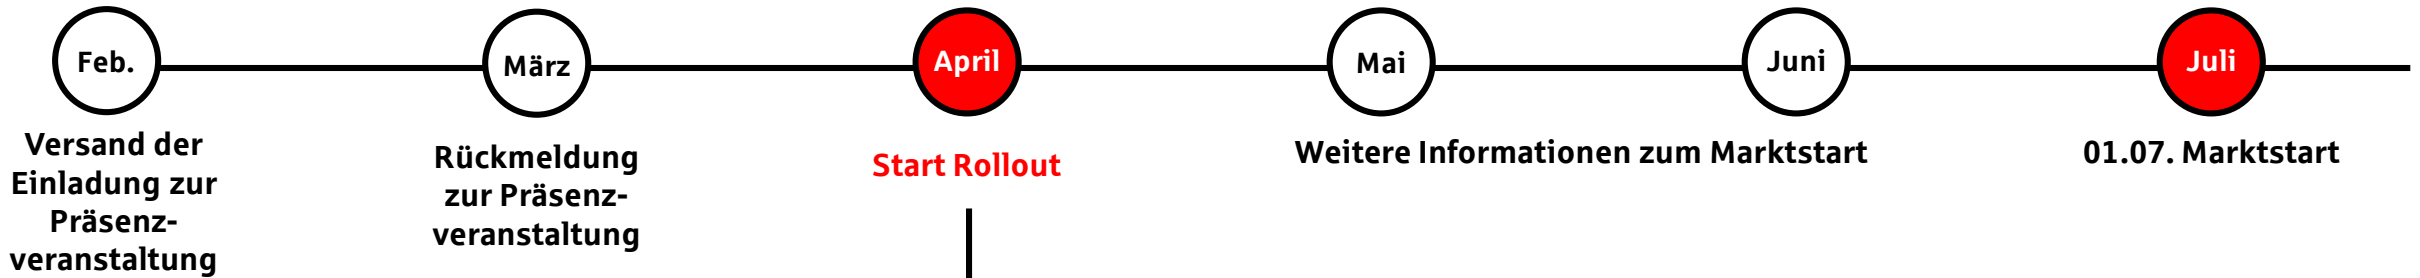 Feb.
März
April
Mai
Juni
Juli
Versand der
Einladung zur
Präsenz-
veranstaltung
Rückmeldung
zur Präsenz-
veranstaltung
Start Rollout
Weitere Informationen zum Marktstart
01.07. Marktstart